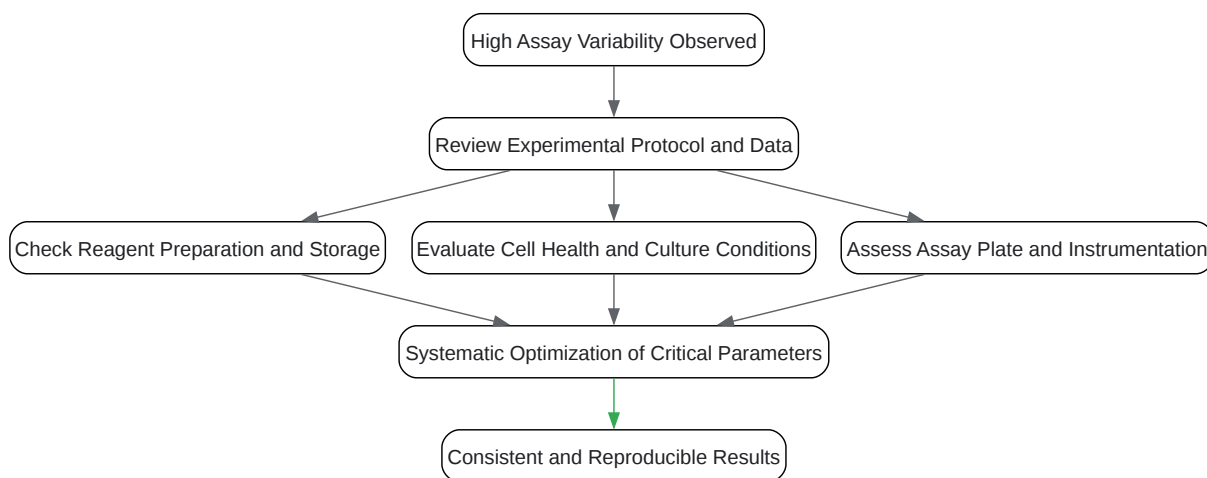 High Assay Variability Observed
Review Experimental Protocol and Data
Check Reagent Preparation and Storage
Evaluate Cell Health and Culture Conditions
Assess Assay Plate and Instrumentation
Systematic Optimization of Critical Parameters
Consistent and Reproducible Results